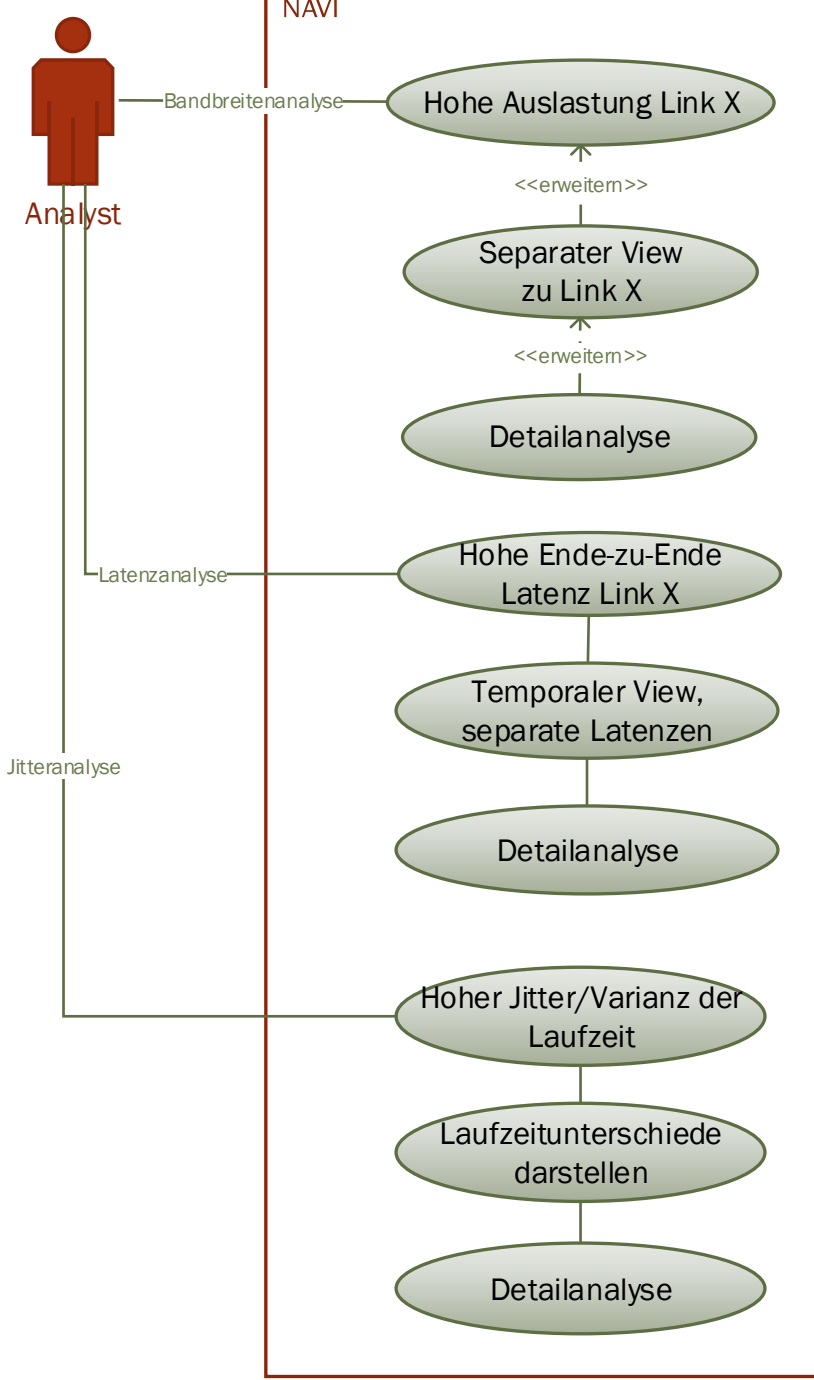 NAVI
Bandbreitenanalyse
Hohe Auslastung Link X
<<erweitern>>
Analyst
Separater View
zu Link X
<<erweitern>>
Detailanalyse
Latenzanalyse
Hohe Ende-zu-Ende
Latenz Link X
Temporaler View,
separate Latenzen
Jitteranalyse
Detailanalyse
Hoher Jitter/Varianz der
Laufzeit
Laufzeitunterschiede
darstellen
Detailanalyse